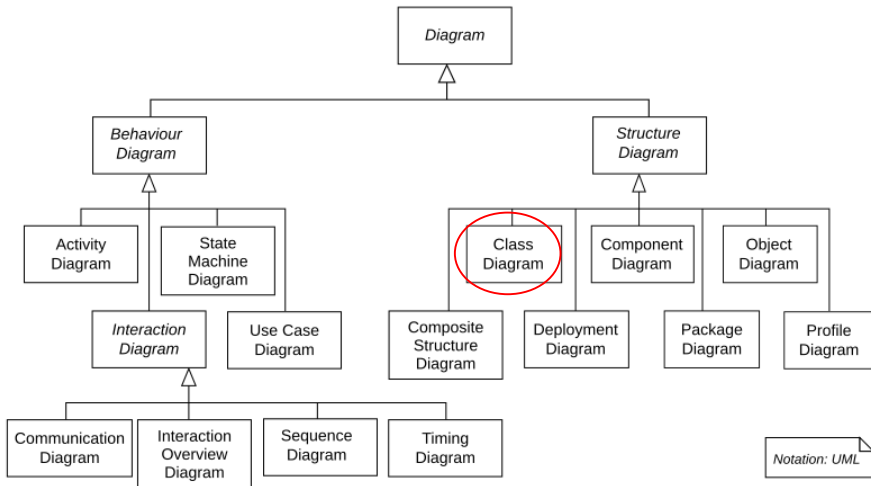 Diagram
Behaviour
Diagram
Structure
Diagram
Activity
Diagram
State
Machine
Diagram
Class
Diagram
Component
Diagram
Object
Diagram
Interaction
Diagram
Use Case
Diagram
Composite
Structure
Diagram
Deployment
Diagram
Package
Diagram
Profile
Diagram
Communication
Diagram
Interaction
Overview
Diagram
Sequence
Diagram
Timing
Diagram
Notation: UML